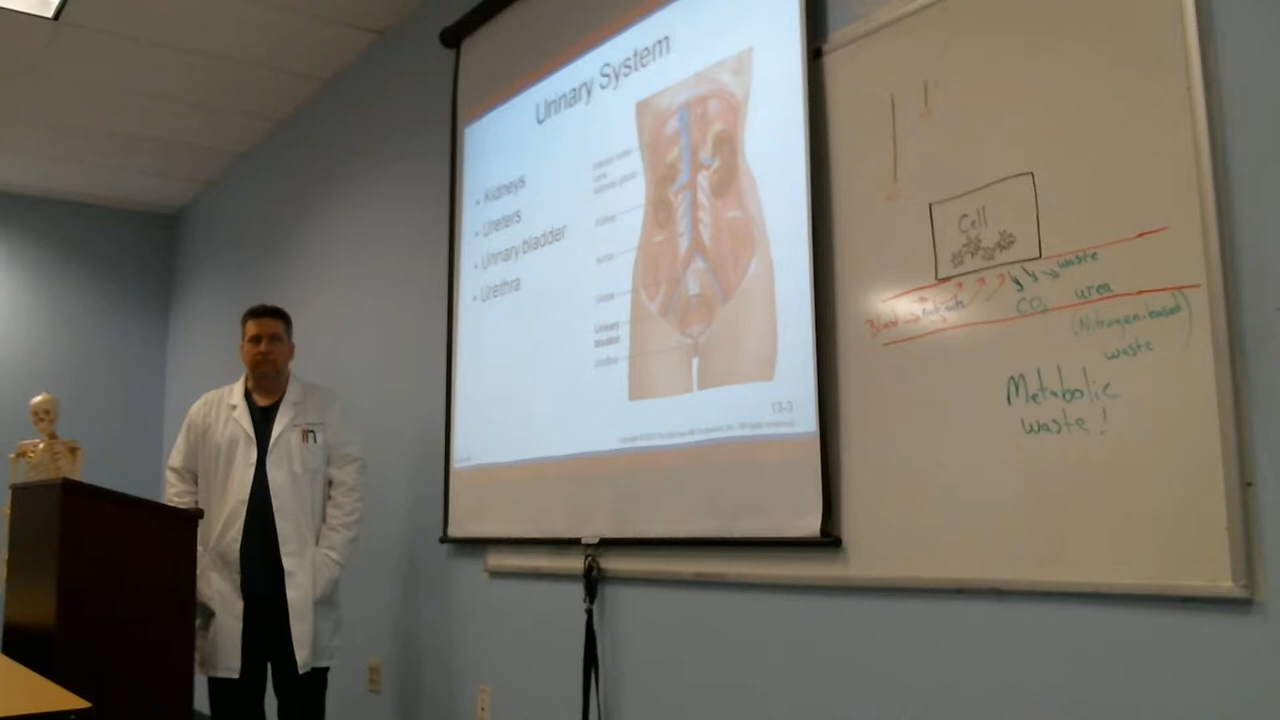 Urinary System
• Kidneys
• Ureters
• Urinary bladder
• Urethra
Kidney
Aorta
Ureter
Urinary
bladder
Urethra
13-3
Cell
waste
CO₂ urea
Blood
(Nitrogen-based)
waste
Metabolic
waste!